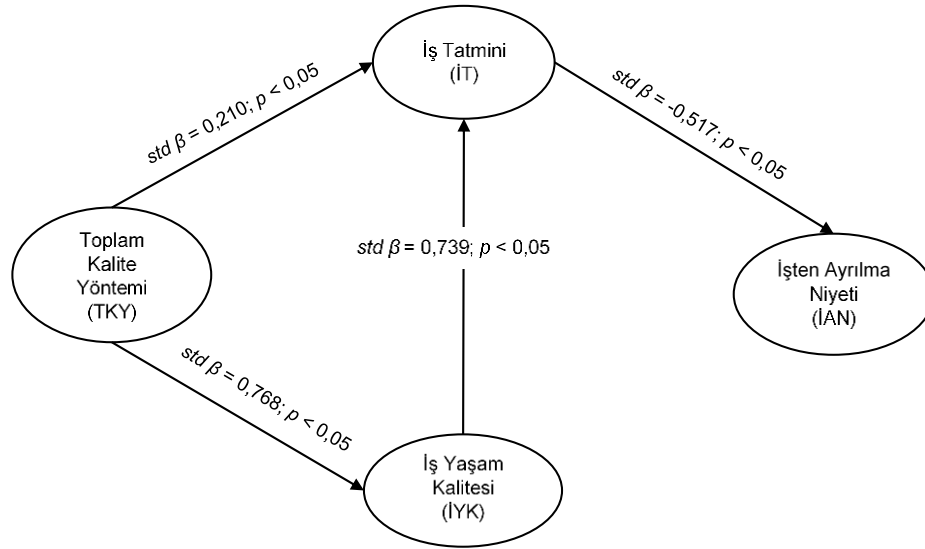 İş Tatmini
(İT)
std β = 0,210; p < 0,05
std β = -0,517; p < 0,05
Toplam
Kalite
Yöntemi
(TKY)
std β = 0,739; p < 0,05
İşten Ayrılma
Niyeti
(İAN)
std β = 0,768; p < 0,05
İş Yaşam
Kalitesi
(İYK)